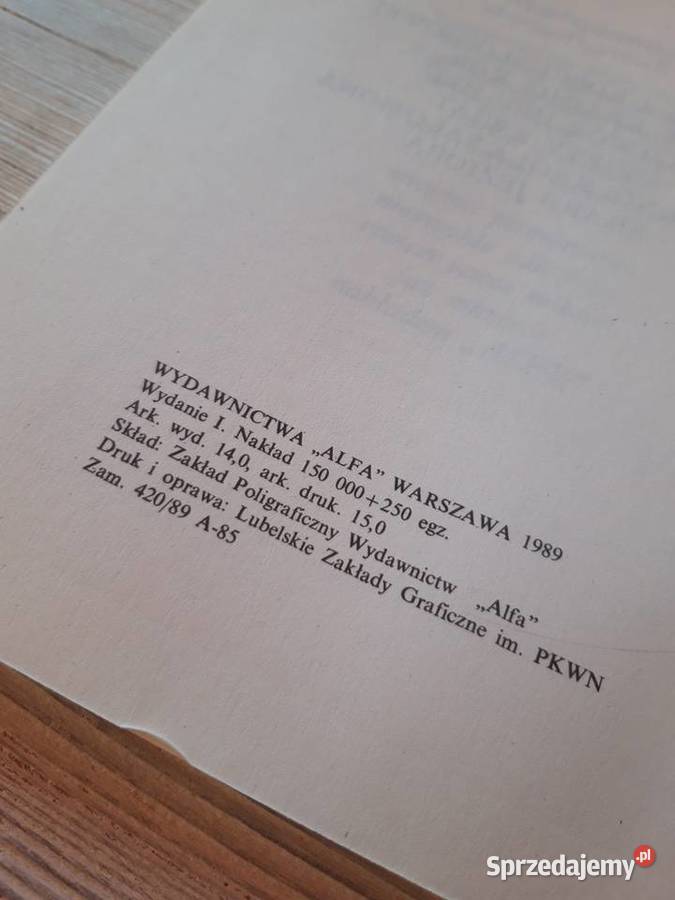 WYDAWNICTWA „ALFA” WARSZAWA 1989
Wydanie I. Nakład 150 000+250 egz.
Ark. wyd. 14,0, ark. druk. 15,0
Skład: Zakład Poligraficzny Wydawnictw „Alfa”
Druk i oprawa: Lubelskie Zakłady Graficzne im. PKWN
Zam. 420/89 A-85
Sprzedajemy.pl